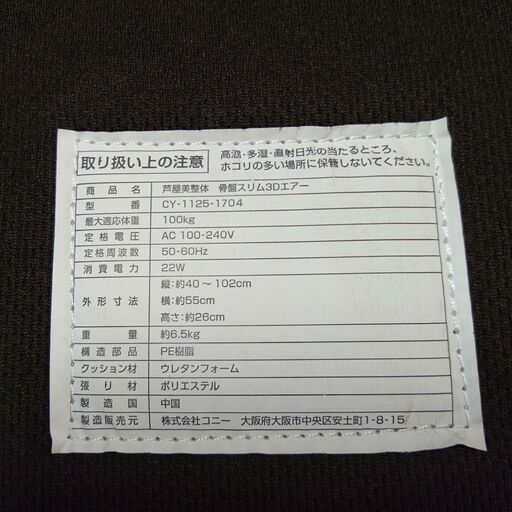 取り扱い上の注意
高温・多湿・直射日光の当たるところ、
ホコリの多い場所に保管しないてください。
商品名 芦屋美整体 骨盤スリム3Dエアー
型番 CY-1125-1704
最大適応体重 100kg
定格電圧 AC 100-240V
定格周波数 50-60Hz
消費電力 22W
外形寸法 縦:約40〜102cm
横:約55cm
高さ:約26cm
重量 約6.5kg
構造部品 PE樹脂
クッション材 ウレタンフォーム
張り材 ポリエステル
製造国 中国
製造販売元 株式会社コニー 大阪府大阪市中央区安土町1-8-15